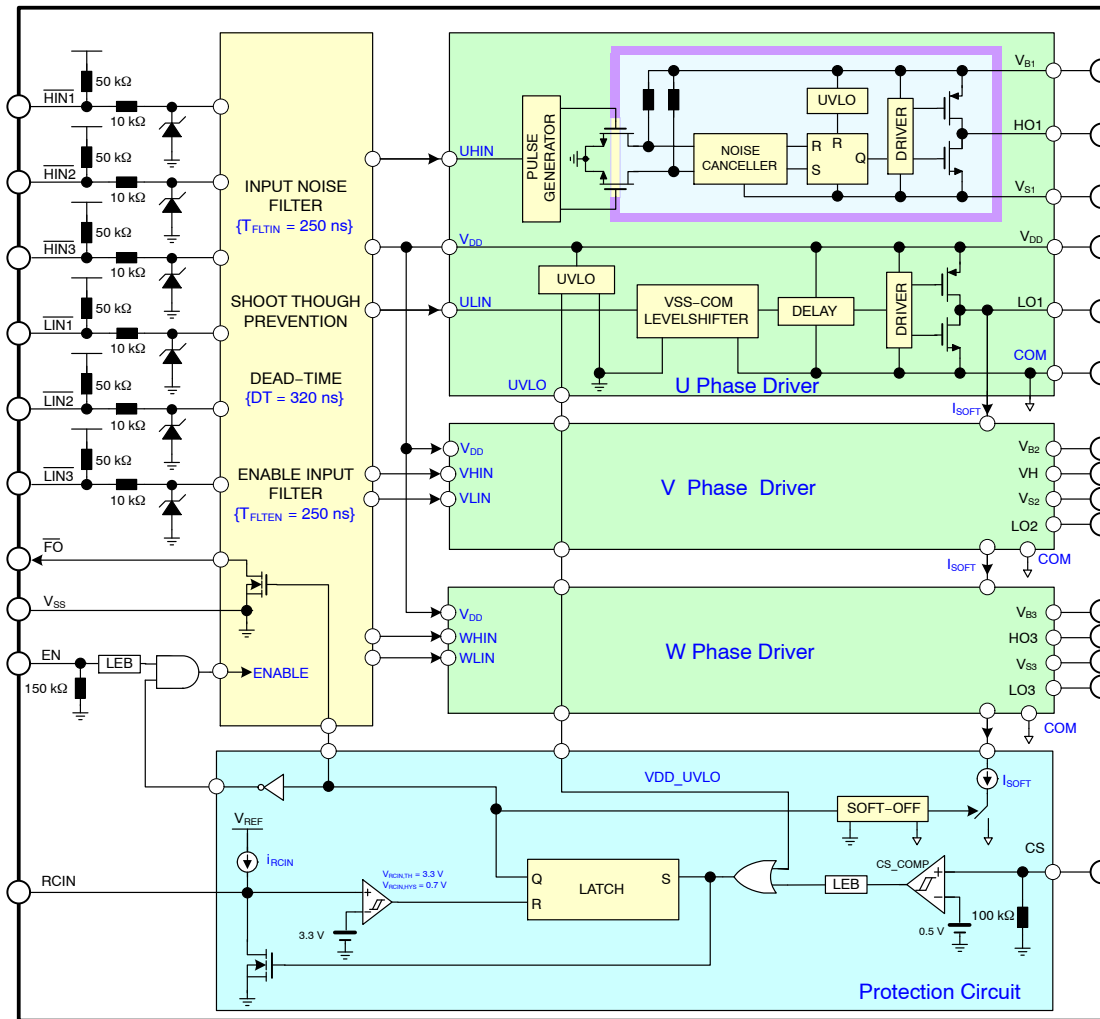 50 kΩ
HIN1
10 kΩ
50 kΩ
HIN2
10 kΩ
50 kΩ
HIN3
10 kΩ
50 kΩ
LIN1
10 kΩ
50 kΩ
LIN2
10 kΩ
50 kΩ
LIN3
10 kΩ
FO
VSS
EN
LEB
150 kΩ
RCIN
INPUT NOISE
FILTER
{TFLTIN = 250 ns}
SHOOT THOUGH
PREVENTION
DEAD−TIME
{DT = 320 ns}
ENABLE INPUT
FILTER
{TFLTEN = 250 ns}
ENABLE
UHIN
PULSE
GENERATOR
NOISE
CANCELLER
UVLO
R
R
S
Q
DRIVER
VB1
HO1
VS1
VDD
VDD
UVLO
ULIN
VSS−COM
LEVELSHIFTER
DELAY
DRIVER
LO1
COM
UVLO
U Phase Driver
ISOFT
VDD
VHIN
VLIN
V Phase Driver
VB2
VH
VS2
LO2
ISOFT
COM
VDD
WHIN
WLIN
W Phase Driver
VB3
HO3
VS3
LO3
COM
VDD_UVLO
ISOFT
SOFT−OFF
VREF
iRCIN
VRCIN,TH = 3.3 V
VRCIN,HYS = 0.7 V
+
−
3.3 V
Q
R
LATCH
S
LEB
CS_COMP
+
−
CS
100 kΩ
0.5 V
Protection Circuit